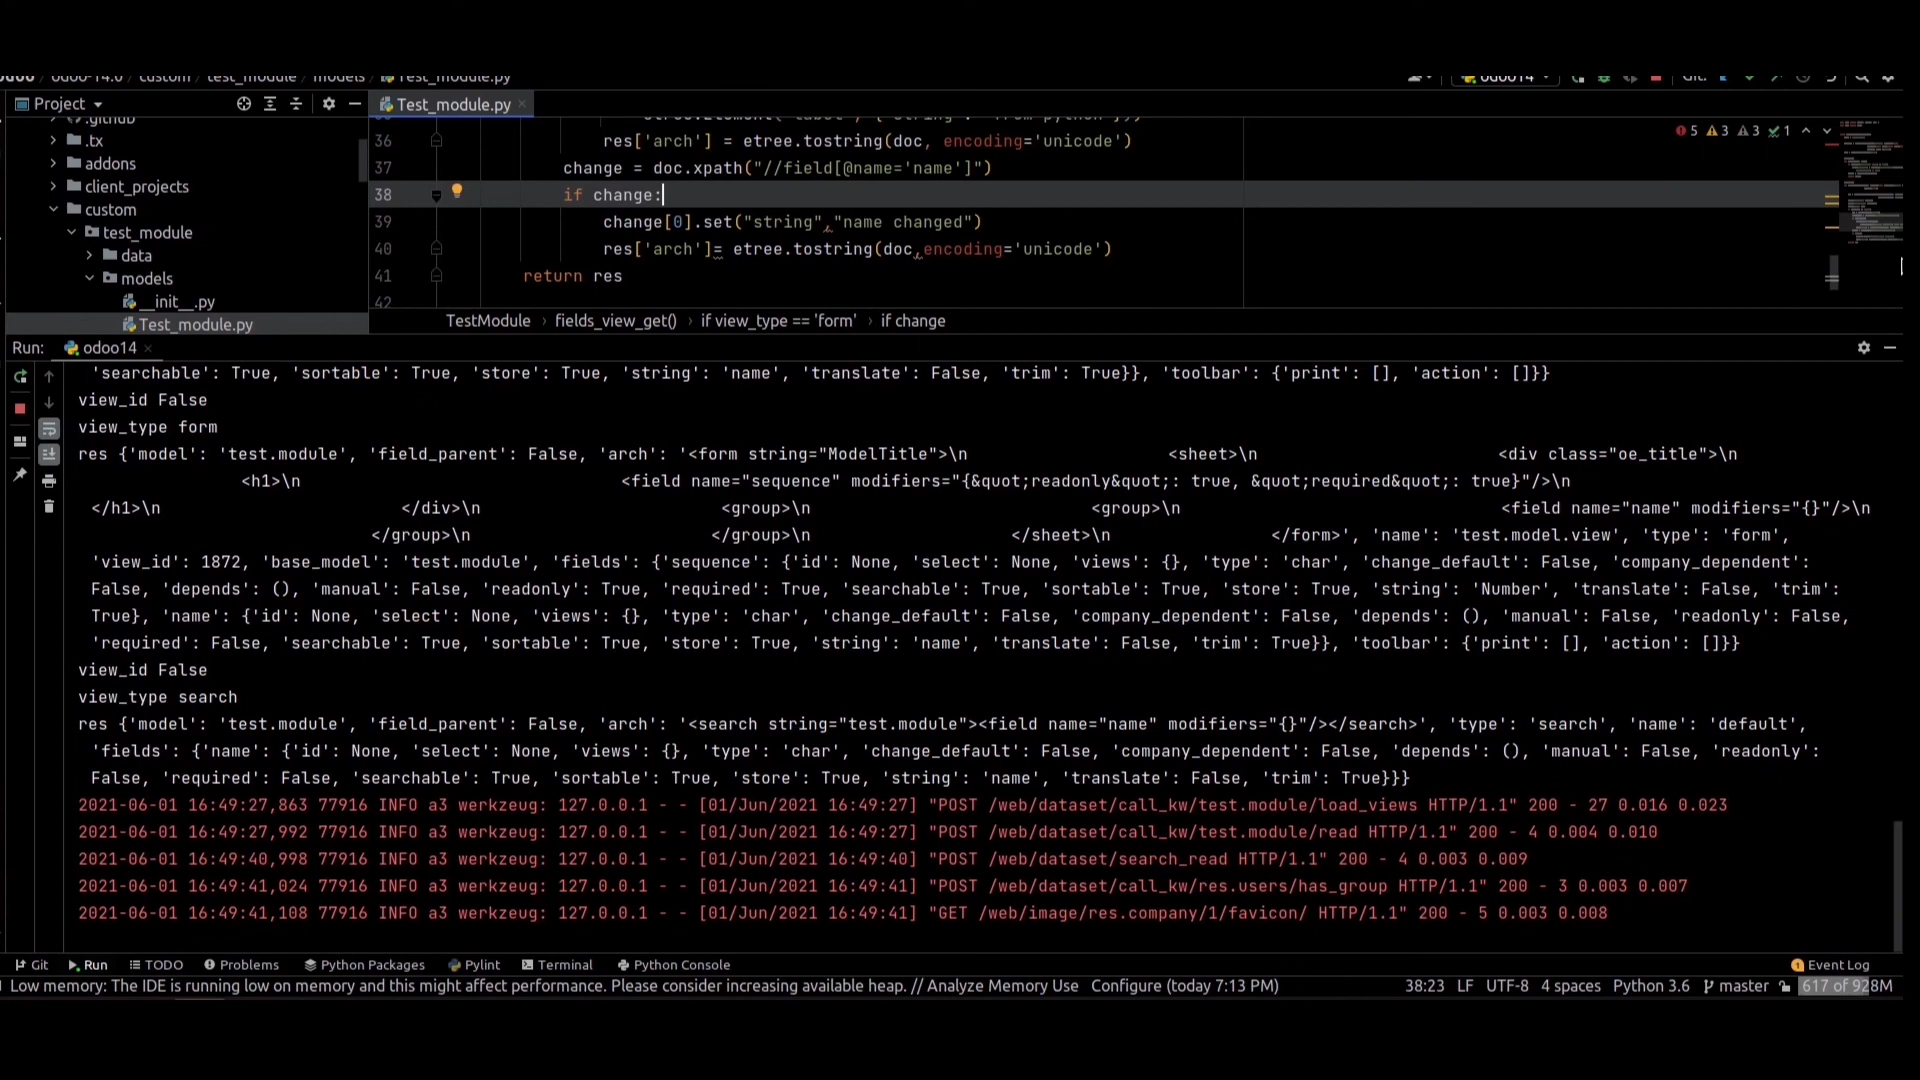 odoo / odoo-14.0 / custom / test_module / models / Test_module.py
odoo14
Git:
Project
Test_module.py ×
.github
.tx
addons
client_projects
custom
test_module
data
models
__init__.py
Test_module.py
36 res['arch'] = etree.tostring(doc, encoding='unicode')
37 change = doc.xpath("//field[@name='name']")
38 if change:
39 change[0].set("string","name changed")
40 res['arch']= etree.tostring(doc,encoding='unicode')
41 return res
42
5 3 3 1
TestModule › fields_view_get() › if view_type == 'form' › if change
Run: odoo14 ×
'searchable': True, 'sortable': True, 'store': True, 'string': 'name', 'translate': False, 'trim': True}}, 'toolbar': {'print': [], 'action': []}}
view_id False
view_type form
res {'model': 'test.module', 'field_parent': False, 'arch': '<form string="ModelTitle">\n <sheet>\n <div class="oe_title">\n
<h1>\n <field name="sequence" modifiers="{&quot;readonly&quot;: true, &quot;required&quot;: true}"/>\n
</h1>\n </div>\n <group>\n <group>\n <field name="name" modifiers="{}"/>\n
</group>\n </group>\n </sheet>\n </form>', 'name': 'test.model.view', 'type': 'form',
'view_id': 1872, 'base_model': 'test.module', 'fields': {'sequence': {'id': None, 'select': None, 'views': {}, 'type': 'char', 'change_default': False, 'company_dependent':
False, 'depends': (), 'manual': False, 'readonly': True, 'required': True, 'searchable': True, 'sortable': True, 'store': True, 'string': 'Number', 'translate': False, 'trim':
True}, 'name': {'id': None, 'select': None, 'views': {}, 'type': 'char', 'change_default': False, 'company_dependent': False, 'depends': (), 'manual': False, 'readonly': False,
'required': False, 'searchable': True, 'sortable': True, 'store': True, 'string': 'name', 'translate': False, 'trim': True}}, 'toolbar': {'print': [], 'action': []}}
view_id False
view_type search
res {'model': 'test.module', 'field_parent': False, 'arch': '<search string="test.module"><field name="name" modifiers="{}"/></search>', 'type': 'search', 'name': 'default',
'fields': {'name': {'id': None, 'select': None, 'views': {}, 'type': 'char', 'change_default': False, 'company_dependent': False, 'depends': (), 'manual': False, 'readonly':
False, 'required': False, 'searchable': True, 'sortable': True, 'store': True, 'string': 'name', 'translate': False, 'trim': True}}}
2021-06-01 16:49:27,863 77916 INFO a3 werkzeug: 127.0.0.1 - - [01/Jun/2021 16:49:27] "POST /web/dataset/call_kw/test.module/load_views HTTP/1.1" 200 - 27 0.016 0.023
2021-06-01 16:49:27,992 77916 INFO a3 werkzeug: 127.0.0.1 - - [01/Jun/2021 16:49:27] "POST /web/dataset/call_kw/test.module/read HTTP/1.1" 200 - 4 0.004 0.010
2021-06-01 16:49:40,998 77916 INFO a3 werkzeug: 127.0.0.1 - - [01/Jun/2021 16:49:40] "POST /web/dataset/search_read HTTP/1.1" 200 - 4 0.003 0.009
2021-06-01 16:49:41,024 77916 INFO a3 werkzeug: 127.0.0.1 - - [01/Jun/2021 16:49:41] "POST /web/dataset/call_kw/res.users/has_group HTTP/1.1" 200 - 3 0.003 0.007
2021-06-01 16:49:41,108 77916 INFO a3 werkzeug: 127.0.0.1 - - [01/Jun/2021 16:49:41] "GET /web/image/res.company/1/favicon/ HTTP/1.1" 200 - 5 0.003 0.008
Git Run TODO Problems Python Packages Pylint Terminal Python Console 1 Event Log
Low memory: The IDE is running low on memory and this might affect performance. Please consider increasing available heap. // Analyze Memory Use Configure (today 7:13 PM) 38:23 LF UTF-8 4 spaces Python 3.6 master 617 of 928M